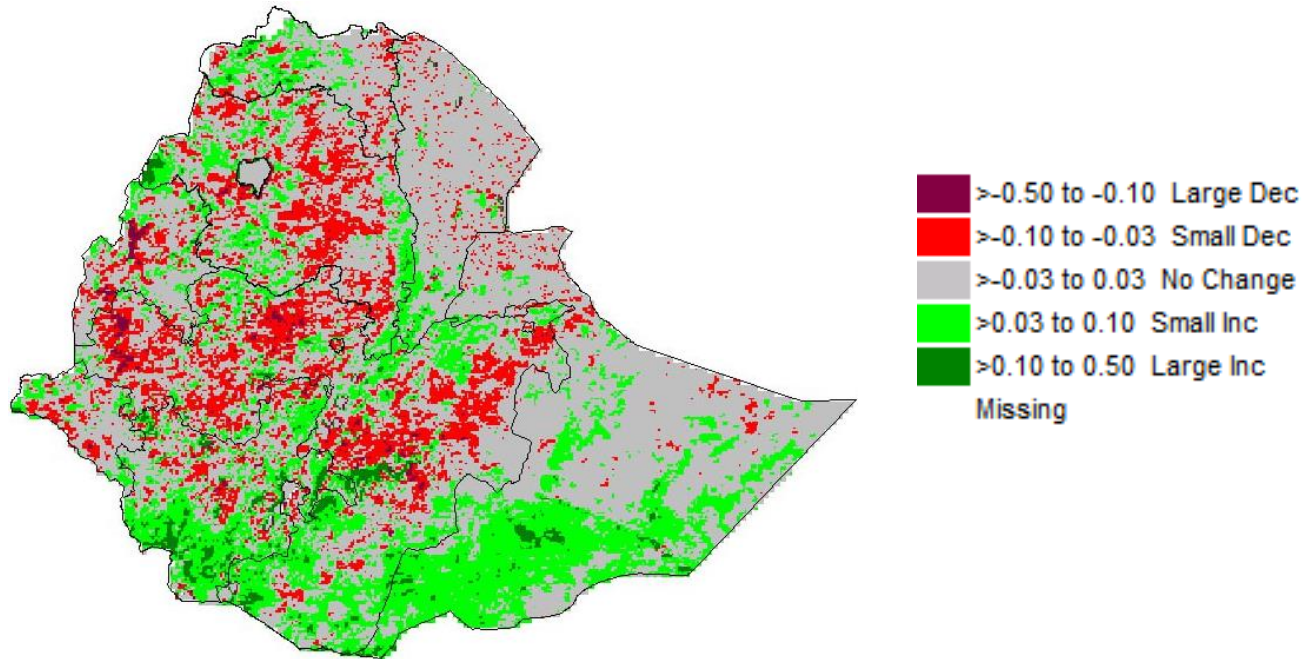 >-0.50 to -0.10 Large Dec
>-0.10 to -0.03 Small Dec
>-0.03 to 0.03 No Change
>0.03 to 0.10 Small Inc
>0.10 to 0.50 Large Inc
Missing